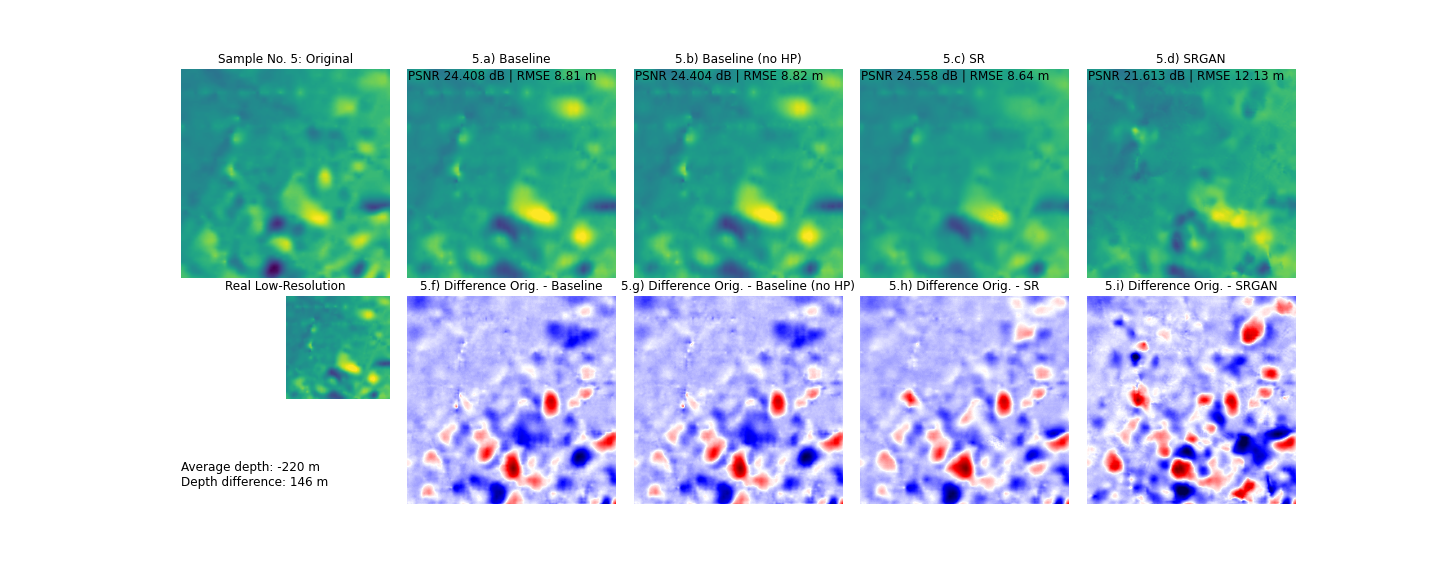 Sample No. 5: Original
5.a) Baseline
5.b) Baseline (no HP)
5.c) SR
5.d) SRGAN
PSNR 24.408 dB | RMSE 8.81 m
PSNR 24.404 dB | RMSE 8.82 m
PSNR 24.558 dB | RMSE 8.64 m
PSNR 21.613 dB | RMSE 12.13 m
Real Low-Resolution
5.f) Difference Orig. - Baseline
5.g) Difference Orig. - Baseline (no HP)
5.h) Difference Orig. - SR
5.i) Difference Orig. - SRGAN
Average depth: -220 m
Depth difference: 146 m